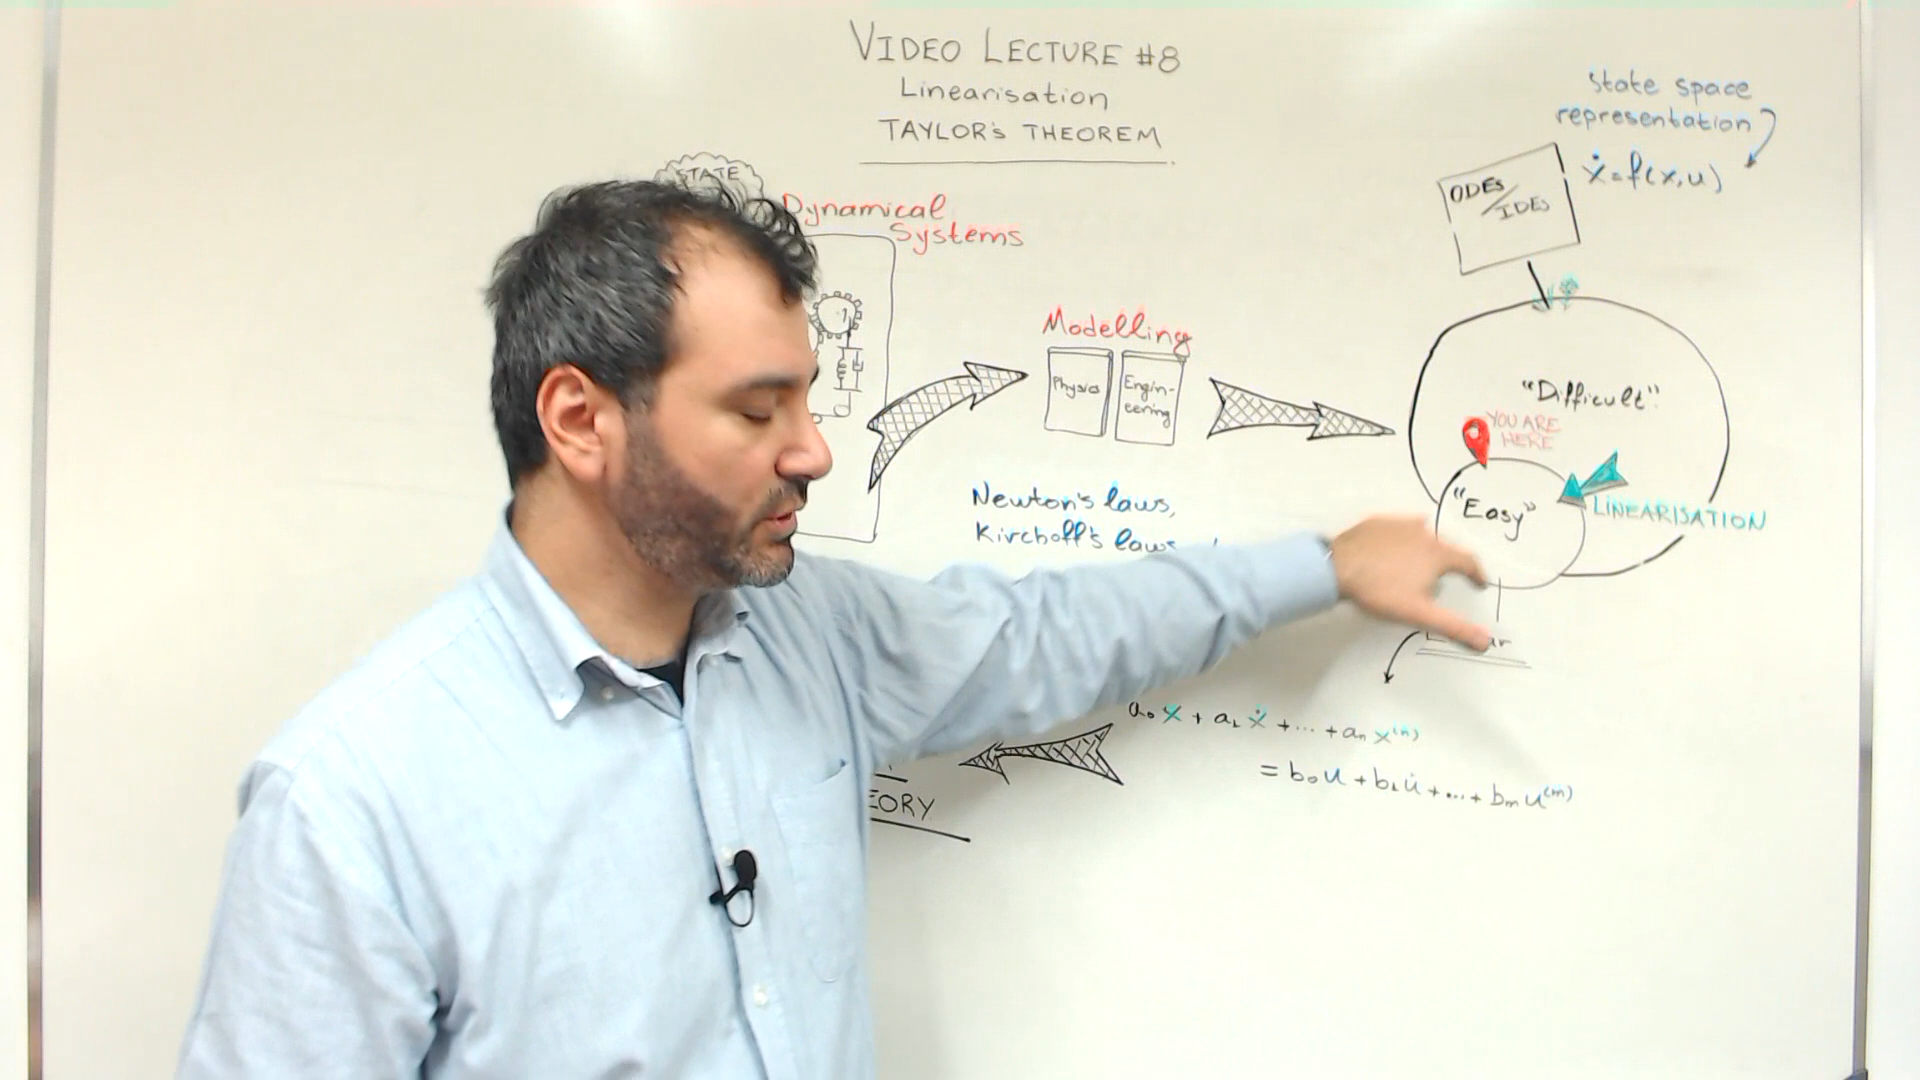 VIDEO LECTURE #8
Linearisation
TAYLOR's THEOREM
STATE
Dynamical
Systems
Modelling
Physics
Engin-
eering
Newton's laws,
Kirchoff's laws
State space
representation
ẋ = f(x,u)
ODEs
/IDEs
"Difficult"
YOU ARE
HERE
"Easy"
LINEARISATION
a₀x + a₁ẋ + ... + aₙx⁽ⁿ⁾
= b₀u + b₁u̇ + ... + bₘu⁽ᵐ⁾
EORY